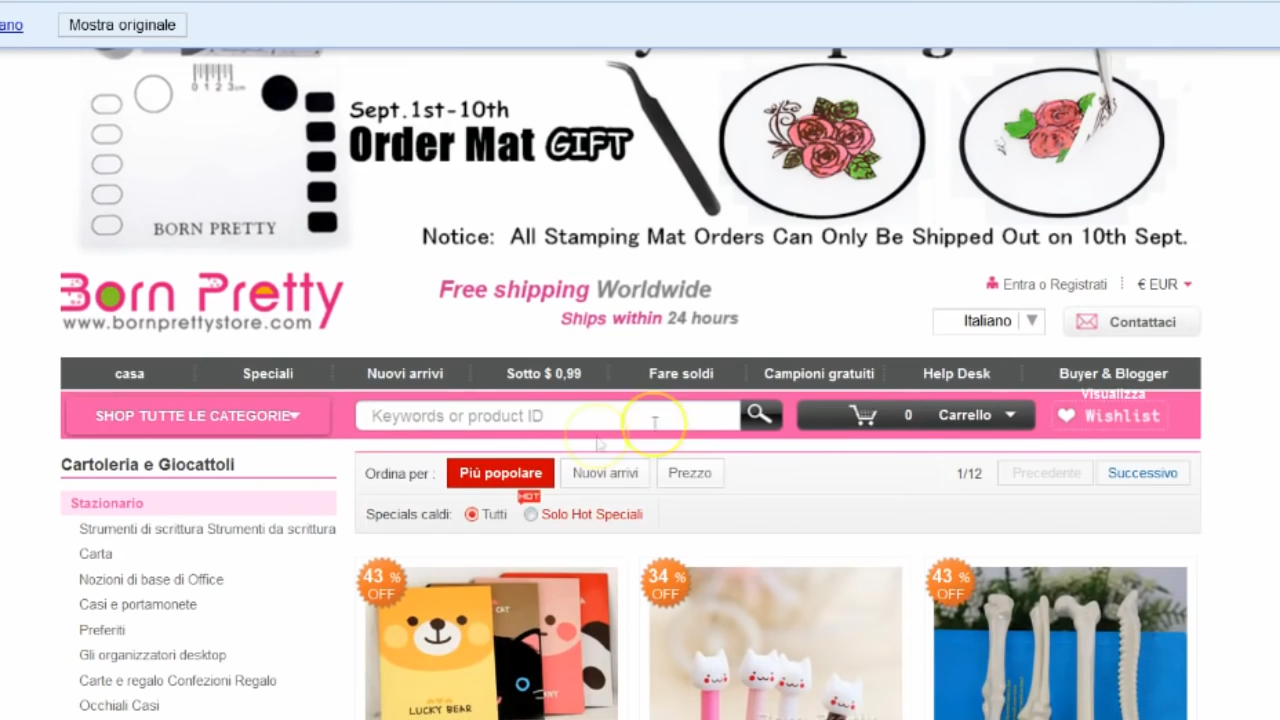 ano
Mostra originale
0 1 2 3cm
Sept.1st-10th
Order Mat GIFT
BORN PRETTY
Notice: All Stamping Mat Orders Can Only Be Shipped Out on 10th Sept.
Born Pretty
www.bornprettystore.com
Free shipping Worldwide
Ships within 24 hours
Entra o Registrati
€ EUR
Italiano
Contattaci
casa
Speciali
Nuovi arrivi
Sotto $ 0,99
Fare soldi
Campioni gratuiti
Help Desk
Buyer & Blogger
Visualizza
SHOP TUTTE LE CATEGORIE
Keywords or product ID
0 Carrello
Wishlist
Cartoleria e Giocattoli
Ordina per :
Più popolare
Nuovi arrivi
Prezzo
1/12
Precedente
Successivo
Stazionario
HOT
Specials caldi:
Tutti
Solo Hot Speciali
Strumenti di scrittura Strumenti da scrittura
Carta
Nozioni di base di Office
Casi e portamonete
Preferiti
Gli organizzatori desktop
Carte e regalo Confezioni Regalo
Occhiali Casi
43 %
OFF
34 %
OFF
43 %
OFF
CAT
LUCKY BEAR